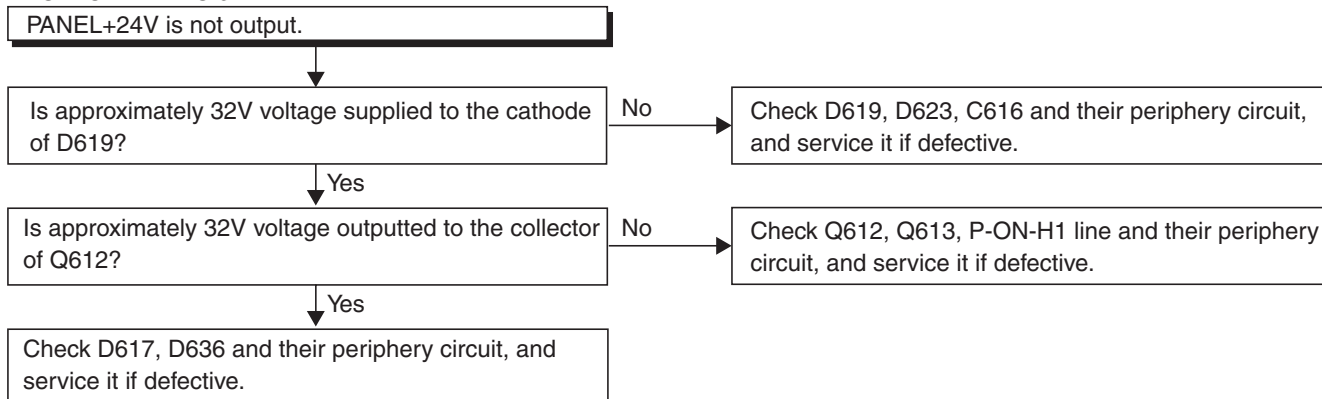 PANEL+24V is not output.
Is approximately 32V voltage supplied to the cathode
of D619?
No
Check D619, D623, C616 and their periphery circuit,
and service it if defective.
Yes
Is approximately 32V voltage outputted to the collector
of Q612?
No
Check Q612, Q613, P-ON-H1 line and their periphery
circuit, and service it if defective.
Yes
Check D617, D636 and their periphery circuit, and
service it if defective.